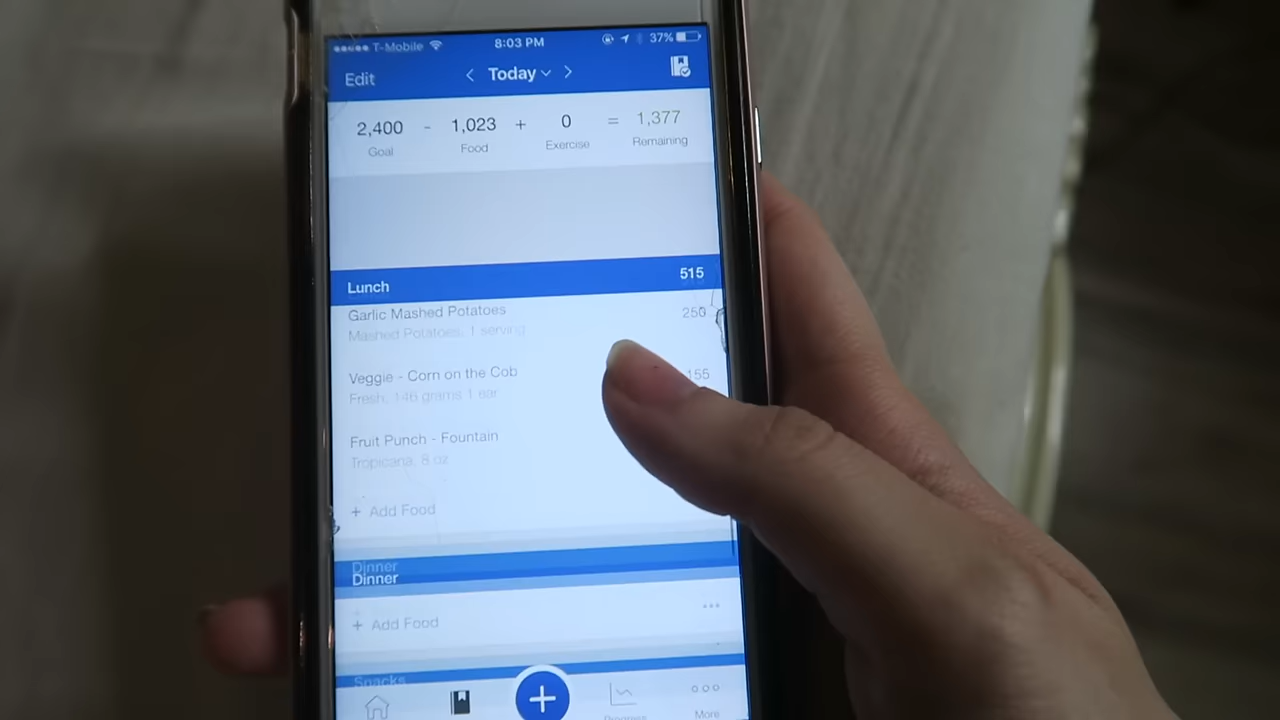 T-Mobile 8:03 PM 37%
Edit Today
2,400 - 1,023 + 0 = 1,377
Goal Food Exercise Remaining
Lunch 515
Garlic Mashed Potatoes 250
Mashed Potatoes, 1 serving
Veggie - Corn on the Cob 155
Fresh, 146 grams 1 ear
Fruit Punch - Fountain
Tropicana, 8 oz
+ Add Food
Dinner
Dinner
+ Add Food
Snacks
Progress More